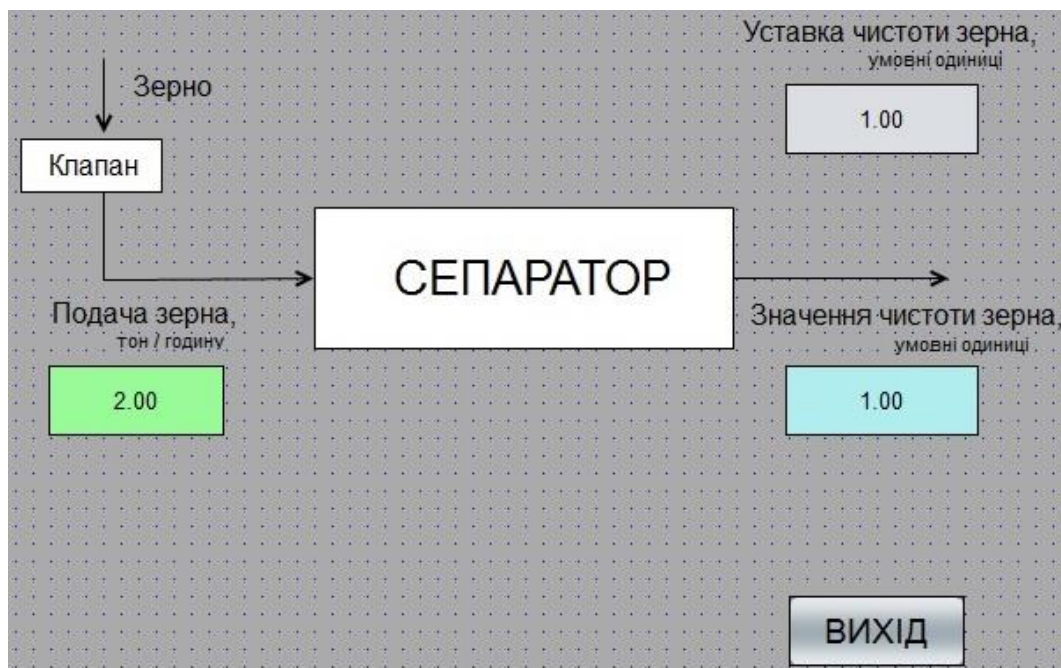 Уставка чистоти зерна,
умовні одиниці
1.00
Зерно
Клапан
СЕПАРАТОР
Подача зерна,
тон / годину
2.00
Значення чистоти зерна,
умовні одиниці
1.00
ВИХІД